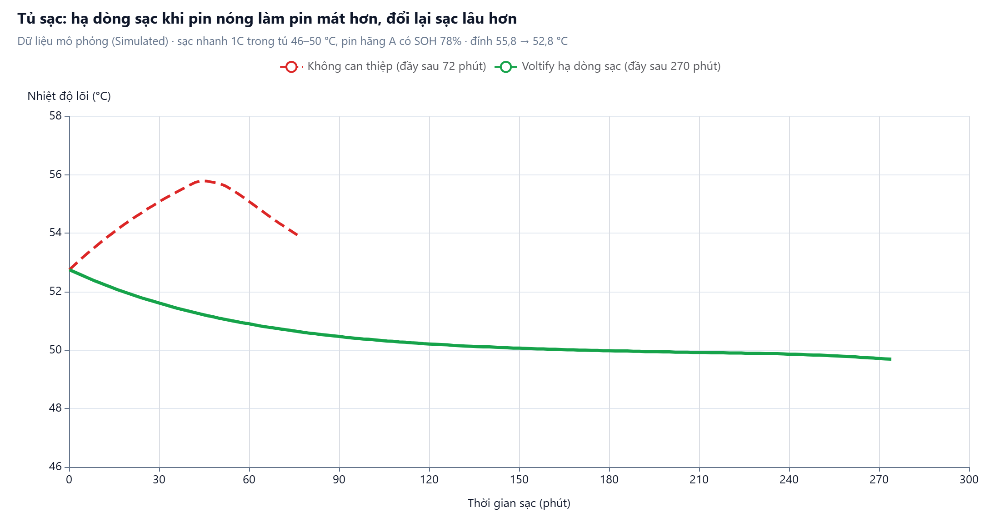 Tủ sạc: hạ dòng sạc khi pin nóng làm pin mát hơn, đổi lại sạc lâu hơn
Dữ liệu mô phỏng (Simulated) · sạc nhanh 1C trong tủ 46–50 °C, pin hãng A có SOH 78% · đỉnh 55,8 → 52,8 °C
Không can thiệp (đầy sau 72 phút) Voltify hạ dòng sạc (đầy sau 270 phút)
Nhiệt độ lõi (°C)
58
56
54
52
50
48
46
0 30 60 90 120 150 180 210 240 270 300
Thời gian sạc (phút)